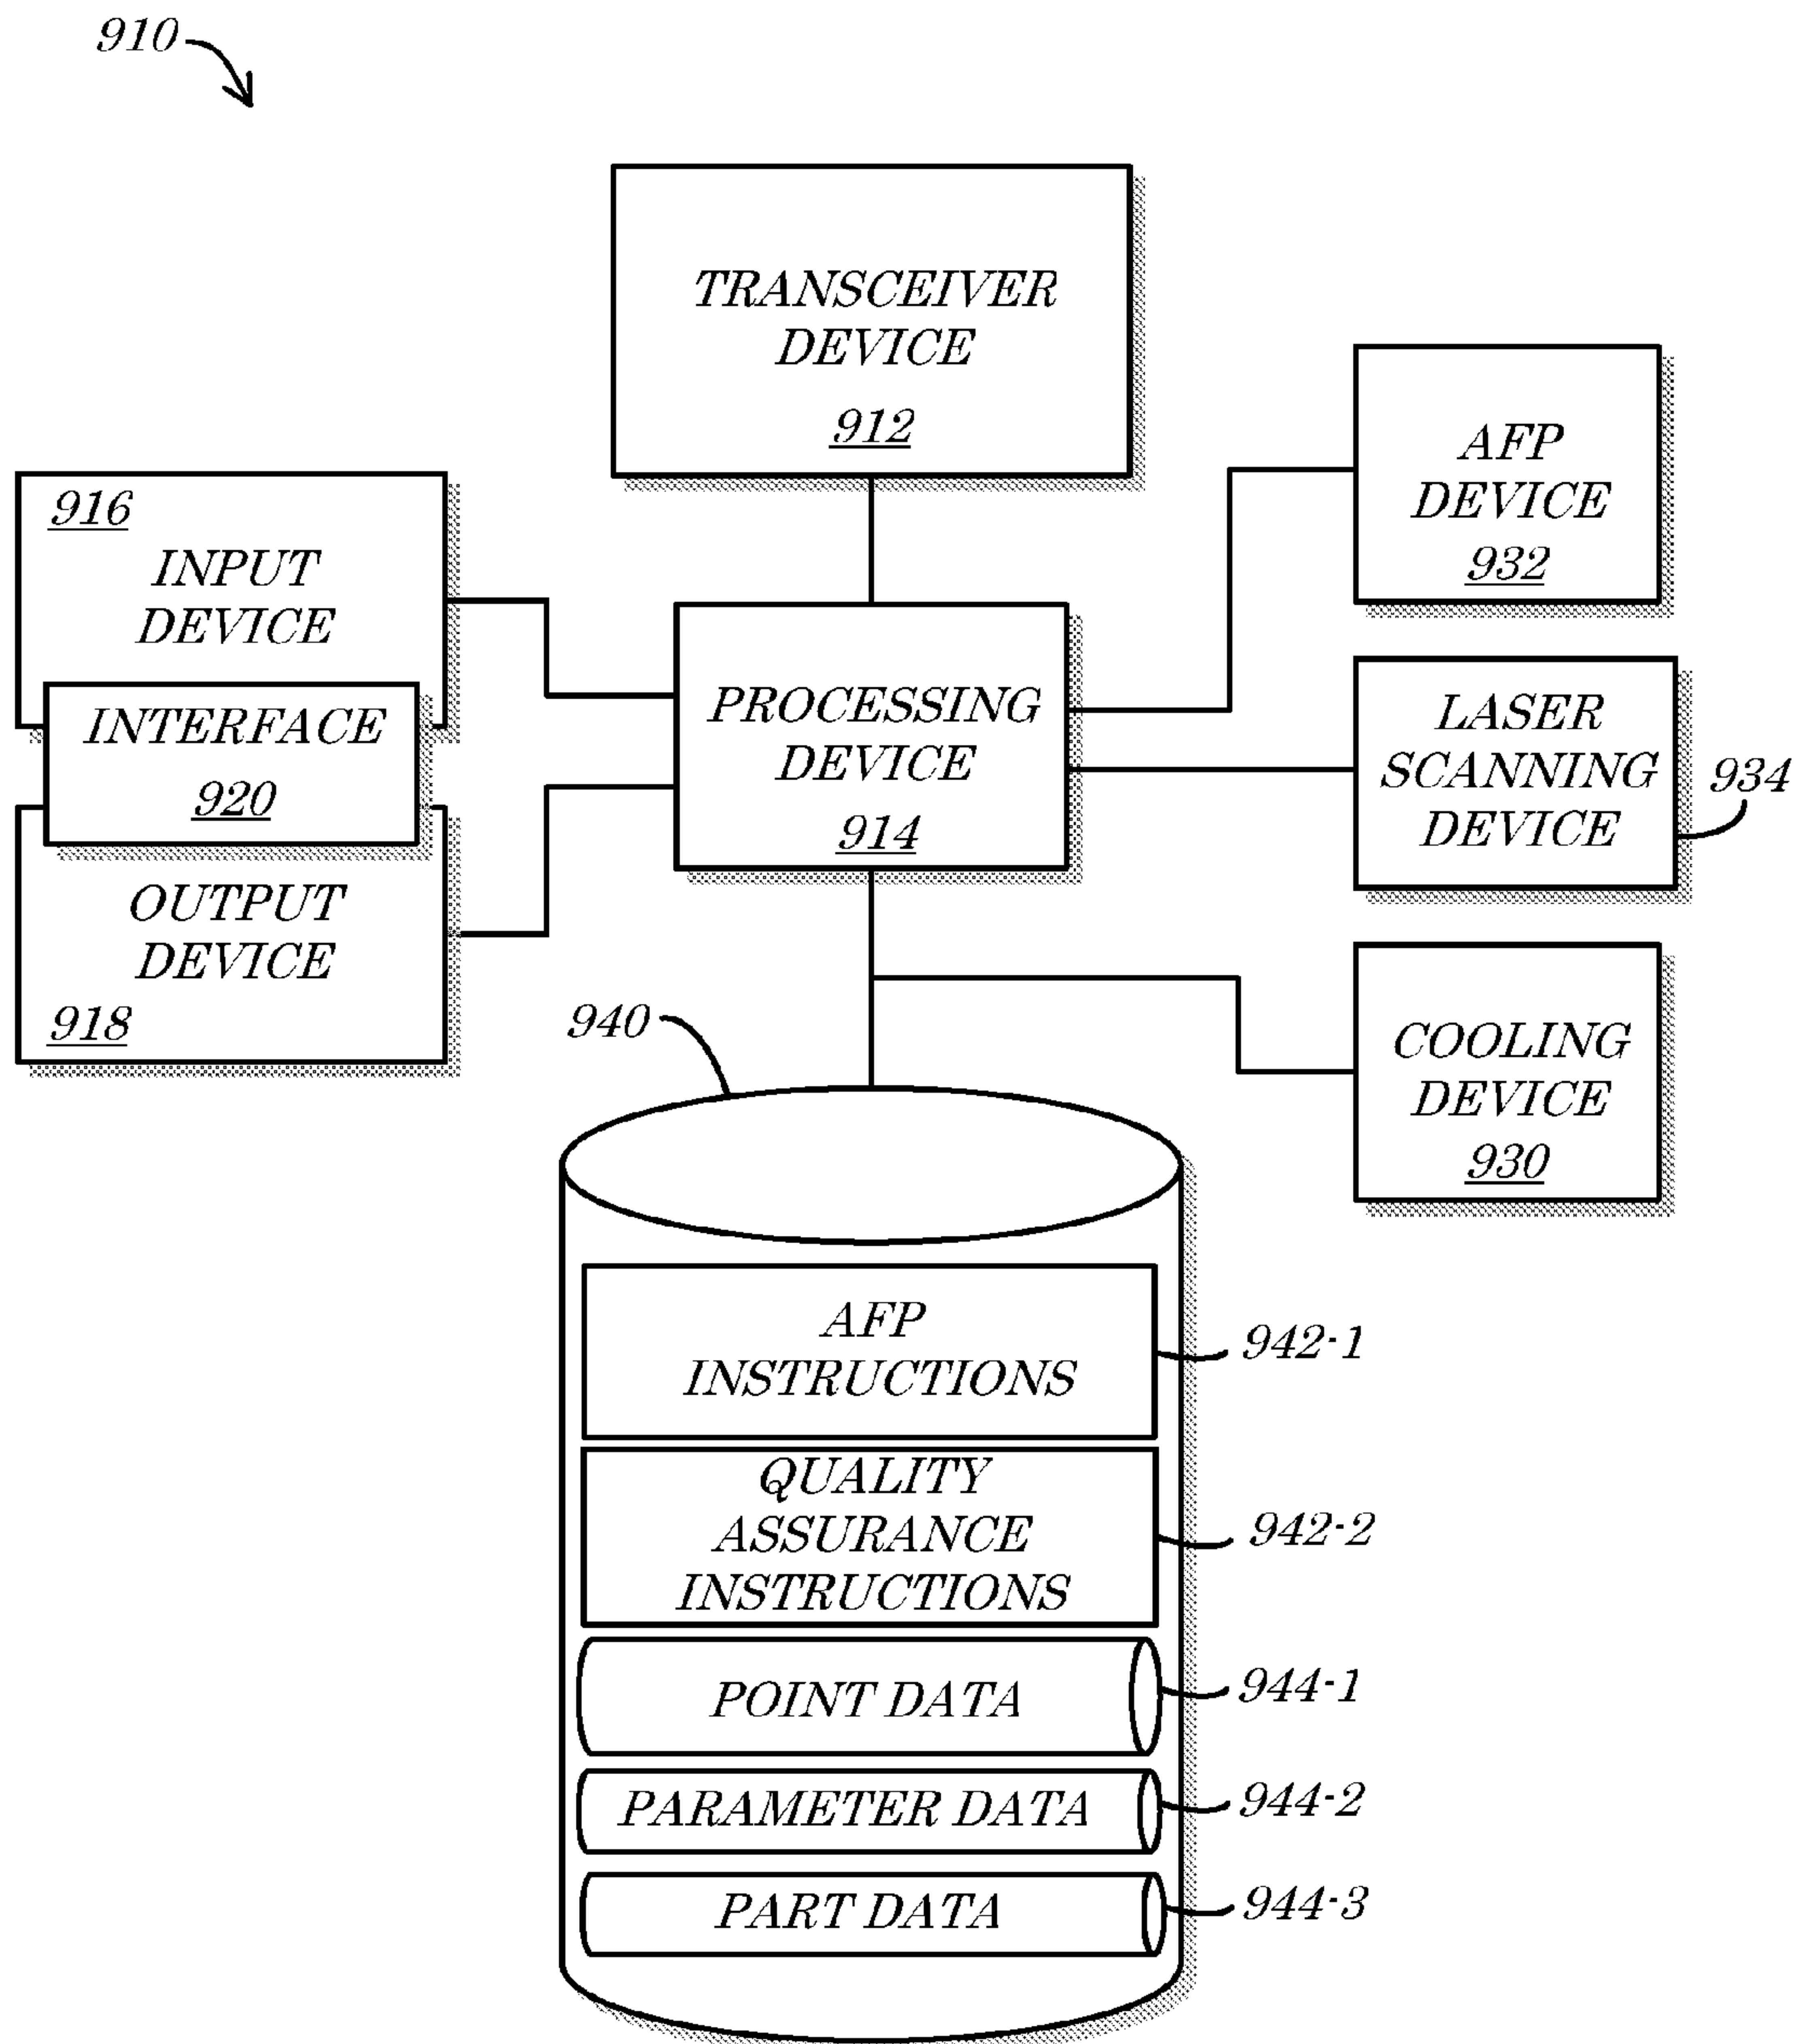 910
TRANSCEIVER
DEVICE
912
AFP
DEVICE
932
916
INPUT
DEVICE
INTERFACE
920
OUTPUT
DEVICE
918
PROCESSING
DEVICE
914
LASER
SCANNING
DEVICE
934
COOLING
DEVICE
930
940
AFP
INSTRUCTIONS
942-1
QUALITY
ASSURANCE
INSTRUCTIONS
942-2
POINT DATA
944-1
PARAMETER DATA
944-2
PART DATA
944-3